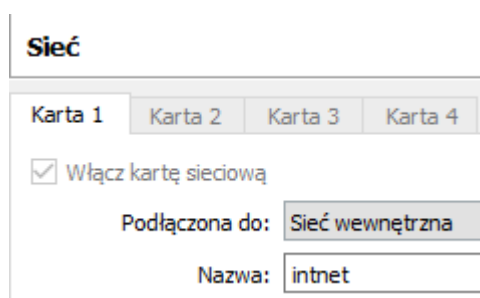 Sieć
Karta 1 Karta 2 Karta 3 Karta 4
Włącz kartę sieciową
Podłączona do: Sieć wewnętrzna
Nazwa: intnet